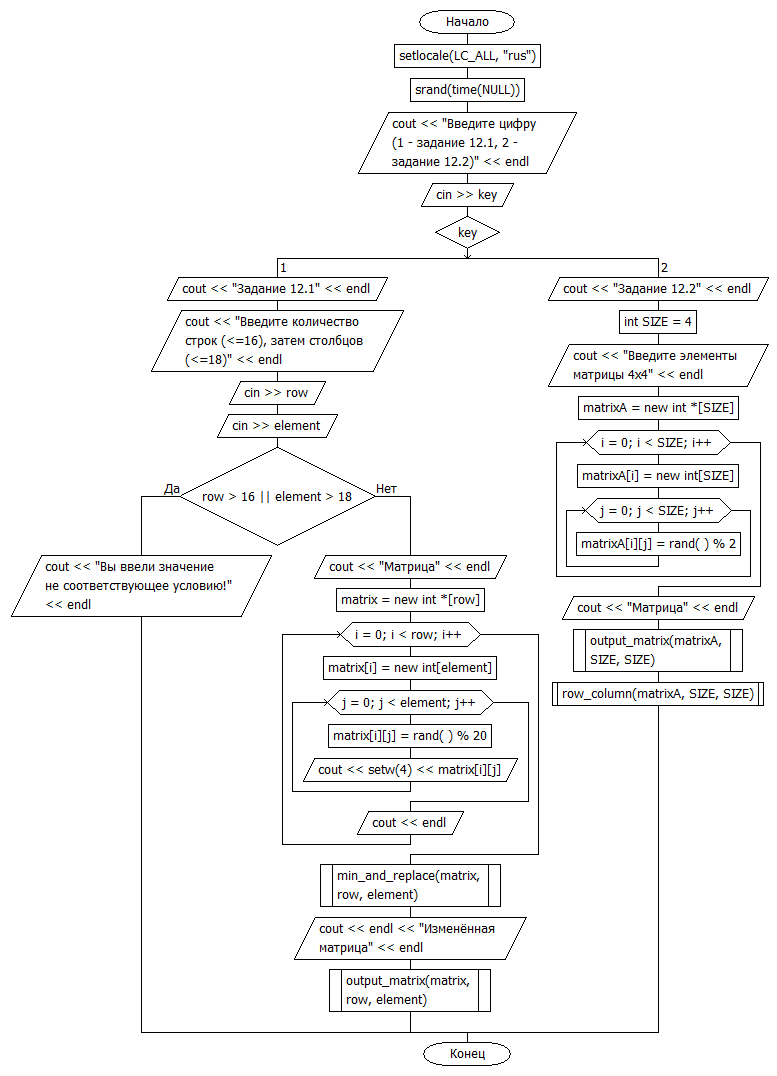 Начало
setlocale(LC_ALL, "rus")
srand(time(NULL))
cout << "Введите цифру
(1 - задание 12.1, 2 -
задание 12.2)" << endl
cin >> key
key
1
cout << "Задание 12.1" << endl
cout << "Введите количество
строк (<=16), затем столбцов
(<=18)" << endl
cin >> row
cin >> element
row > 16 || element > 18
Да
cout << "Вы ввели значение
не соответствующее условию!"
<< endl
Нет
cout << "Матрица" << endl
matrix = new int *[row]
i = 0; i < row; i++
matrix[i] = new int[element]
j = 0; j < element; j++
matrix[i][j] = rand( ) % 20
cout << setw(4) << matrix[i][j]
cout << endl
min_and_replace(matrix,
row, element)
cout << endl << "Изменённая
матрица" << endl
output_matrix(matrix,
row, element)
2
cout << "Задание 12.2" << endl
int SIZE = 4
cout << "Введите элементы
матрицы 4x4" << endl
matrixA = new int *[SIZE]
i = 0; i < SIZE; i++
matrixA[i] = new int[SIZE]
j = 0; j < SIZE; j++
matrixA[i][j] = rand( ) % 2
cout << "Матрица" << endl
output_matrix(matrixA,
SIZE, SIZE)
row_column(matrixA, SIZE, SIZE)
Конец